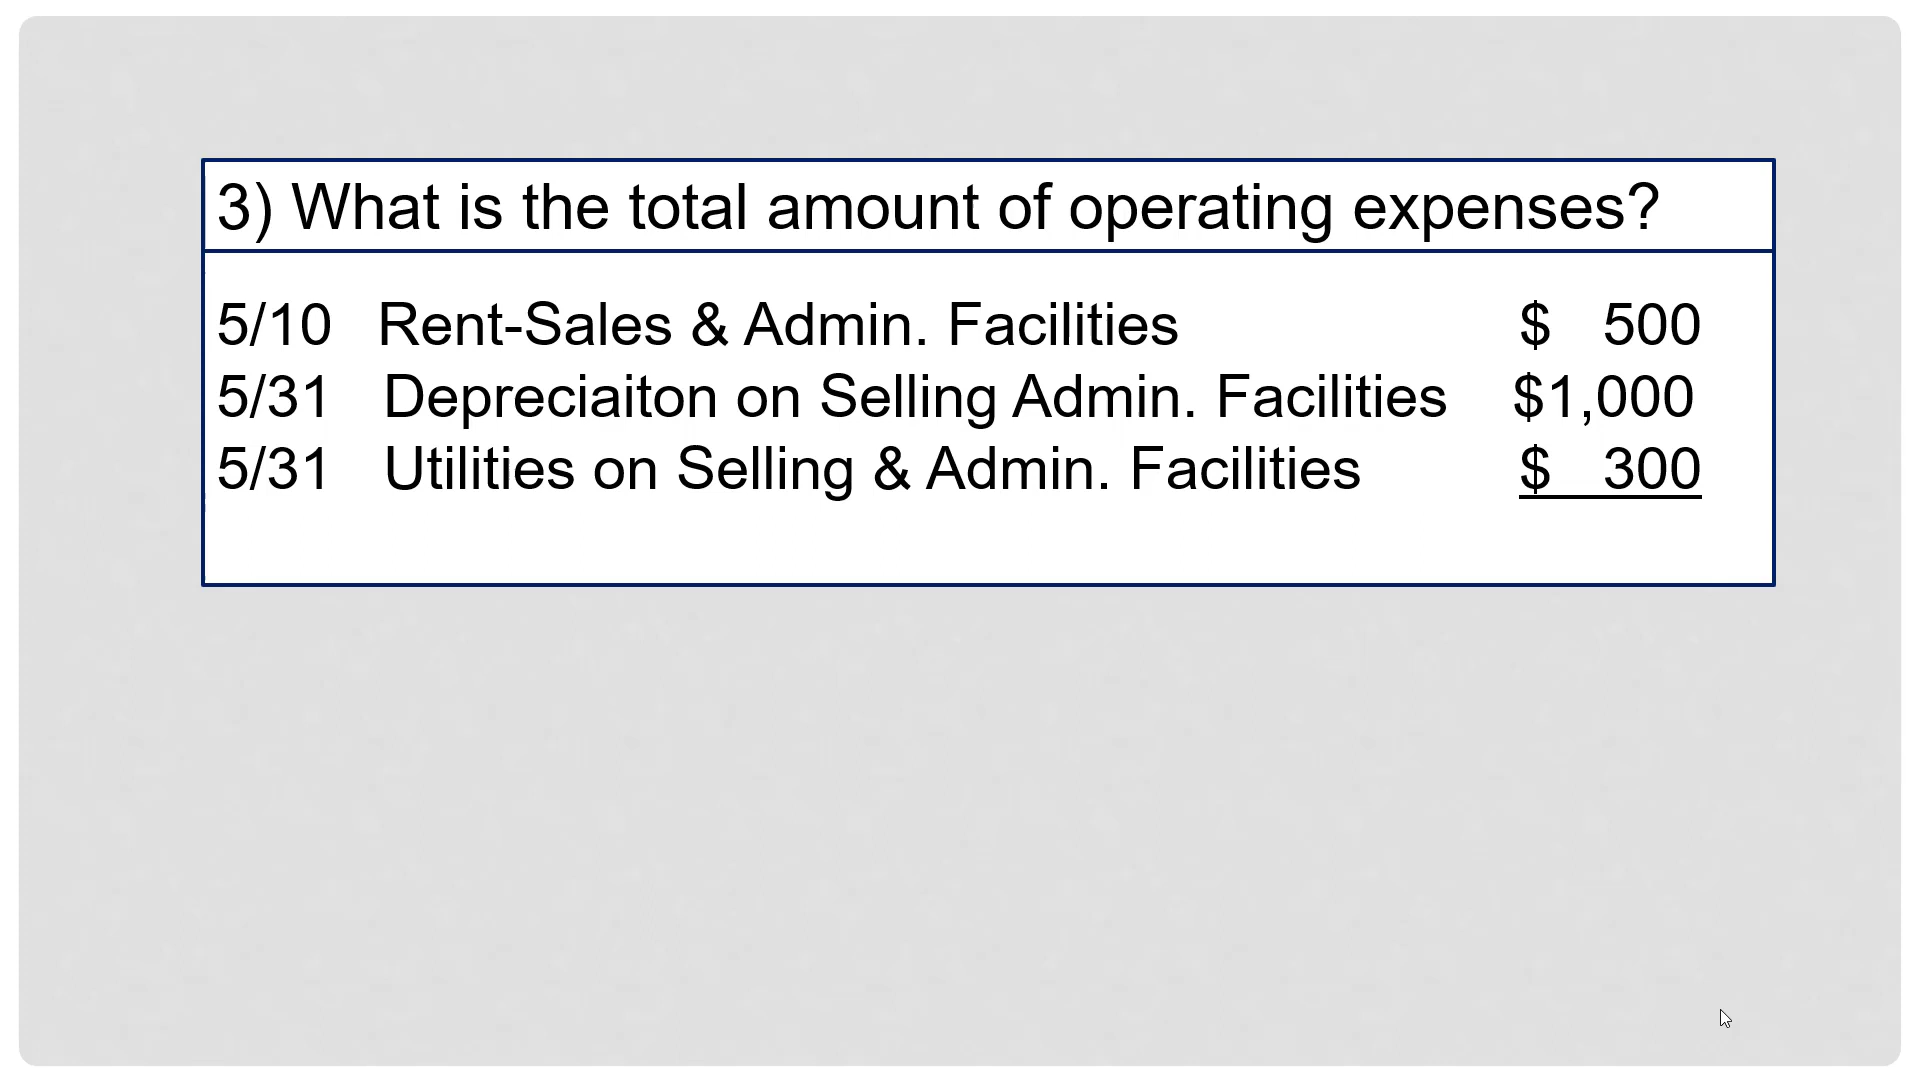 3) What is the total amount of operating expenses?
5/10 Rent-Sales & Admin. Facilities $ 500
5/31 Depreciaiton on Selling Admin. Facilities $1,000
5/31 Utilities on Selling & Admin. Facilities $ 300